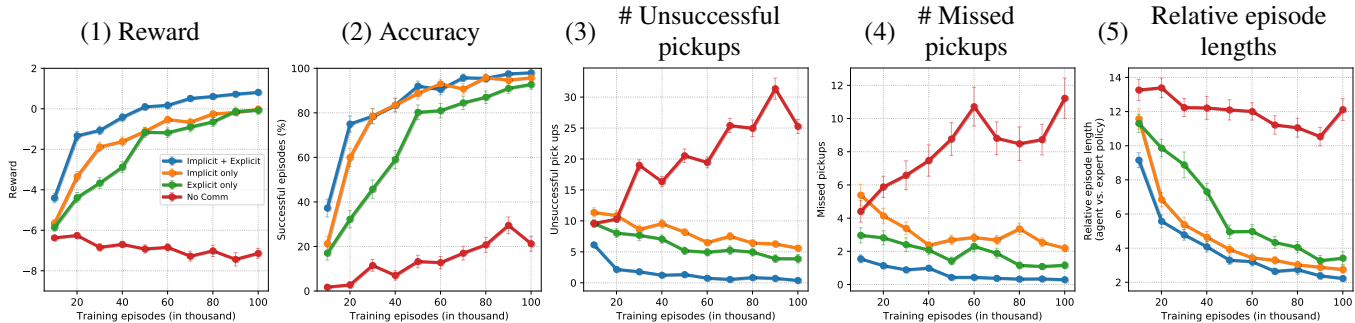 (1) Reward
Reward
2
0
−2
−4
−6
−8
20
40
60
80
100
Training episodes (in thousand)
Implicit + Explicit
Implicit only
Explicit only
No Comm
(2) Accuracy
Successful episodes (%)
100
80
60
40
20
0
20
40
60
80
100
Training episodes (in thousand)
(3) # Unsuccessful
pickups
Unsuccessful pick ups
30
25
20
15
10
5
0
20
40
60
80
100
Training episodes (in thousand)
(4) # Missed
pickups
Missed pickups
12
10
8
6
4
2
0
20
40
60
80
100
Training episodes (in thousand)
(5) Relative episode
lengths
Relative episode length
(agent vs. expert policy)
14
12
10
8
6
4
2
20
40
60
80
100
Training episodes (in thousand)